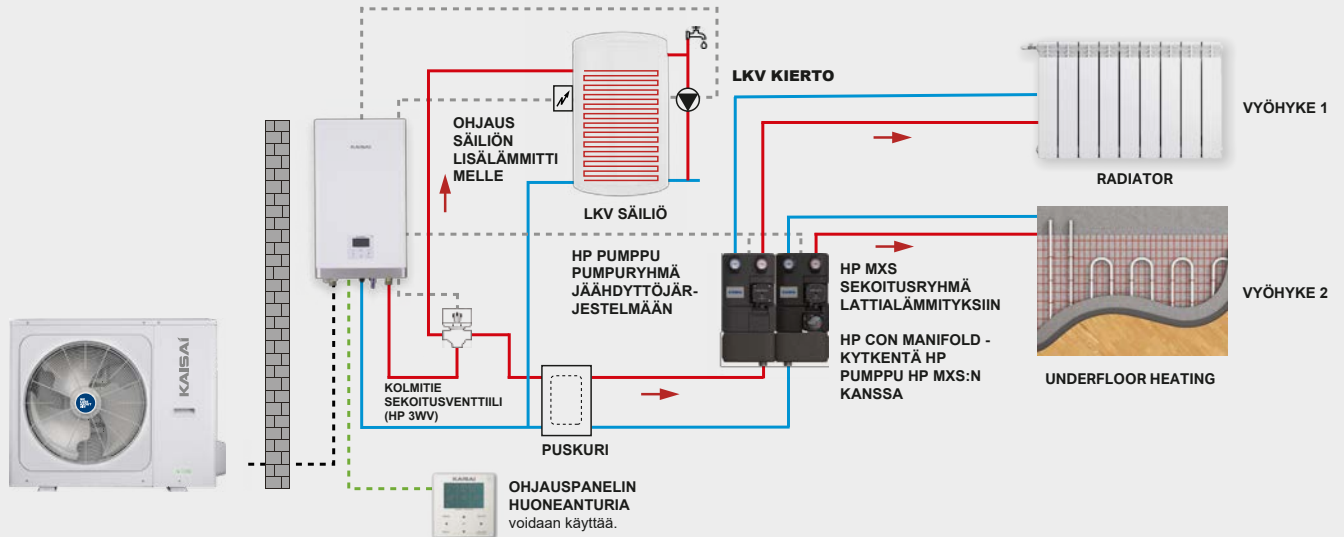 LKV KIERTO
VYÖHYKE 1
RADIATOR
OHJAUS
SÄILIÖN
LISÄLÄMMITTI
MELLE
KAISAI
LKV SÄILIÖ
HP PUMPPU
PUMPURYHMÄ
JÄÄHDYTTÖJÄR-
JESTELMÄÄN
HP MXS
SEKOITUSRYHMÄ
LATTIALÄMMITYKSIIN
HP CON MANIFOLD -
KYTKENTÄ HP
PUMPPU HP MXS:N
KANSSA
VYÖHYKE 2
UNDERFLOOR HEATING
KAISAI
KOLMITIE
SEKOITUSVENTTIILI
(HP 3WV)
PUSKURI
KAISAI
OHJAUSPANELIN
HUONEANTURIA
voidaan käyttää.